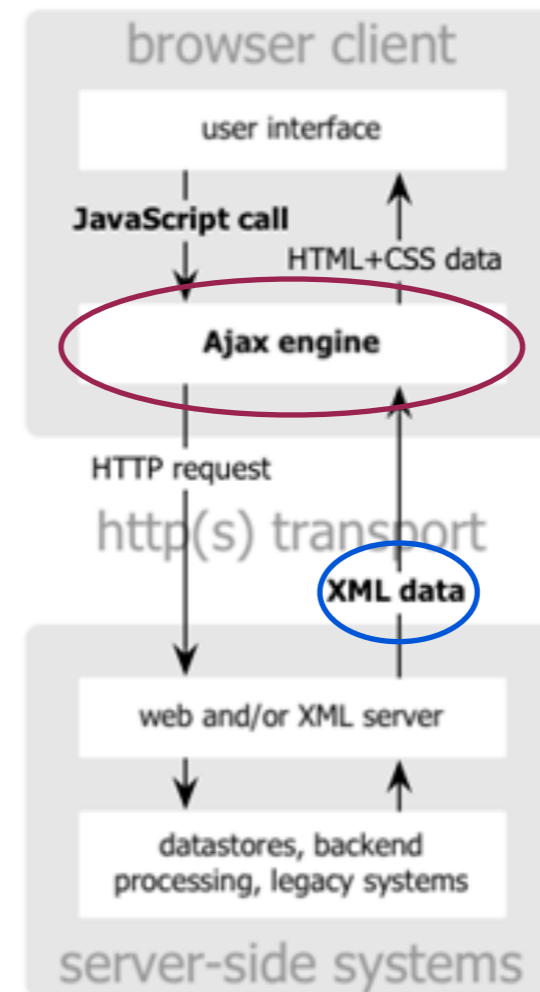 browser client
user interface
JavaScript call
HTML+CSS data
Ajax engine
HTTP request
http(s) transport
XML data
web and/or XML server
datastores, backend
processing, legacy systems
server-side systems